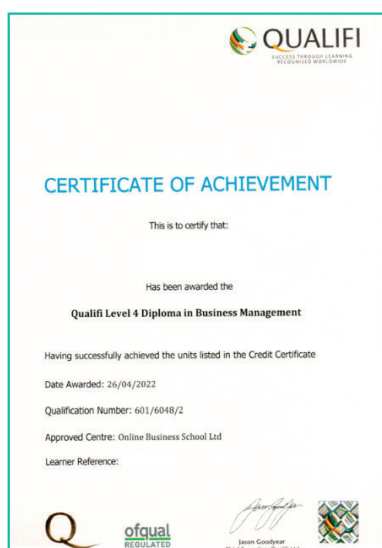 QUALIFI
SUCCESS THROUGH LEARNING
RECOGNISED WORLDWIDE
CERTIFICATE OF ACHIEVEMENT
This is to certify that:
Has been awarded the
Qualifi Level 4 Diploma in Business Management
Having successfully achieved the units listed in the Credit Certificate
Date Awarded: 26/04/2022
Qualification Number: 601/6048/2
Approved Centre: Online Business School Ltd
Learner Reference:
Q
ofqual
REGULATED
Jason Goodyear